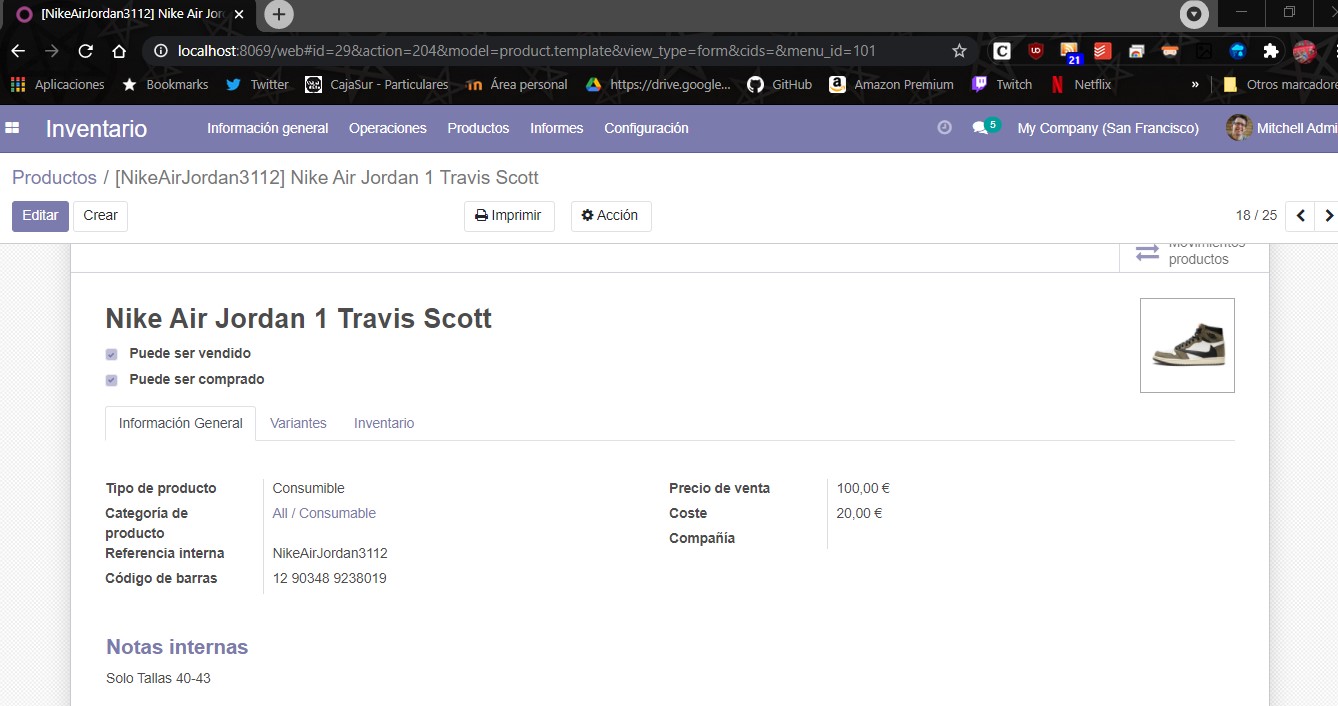 [NikeAirJordan3112] Nike Air Jor
localhost:8069/web#id=29&action=204&model=product.template&view_type=form&cids=&menu_id=101
21
Aplicaciones Bookmarks Twitter CajaSur - Particulares Área personal https://drive.google... GitHub Amazon Premium Twitch Netflix » Otros marcadore
Inventario Información general Operaciones Productos Informes Configuración 5 My Company (San Francisco) Mitchell Admi
Productos / [NikeAirJordan3112] Nike Air Jordan 1 Travis Scott
Editar Crear Imprimir Acción 18 / 25
Movimientos
productos
Nike Air Jordan 1 Travis Scott
Puede ser vendido
Puede ser comprado
Información General Variantes Inventario
Tipo de producto Consumible
Categoría de producto All / Consumable
Referencia interna NikeAirJordan3112
Código de barras 12 90348 9238019
Precio de venta 100,00 €
Coste 20,00 €
Compañía
Notas internas
Solo Tallas 40-43